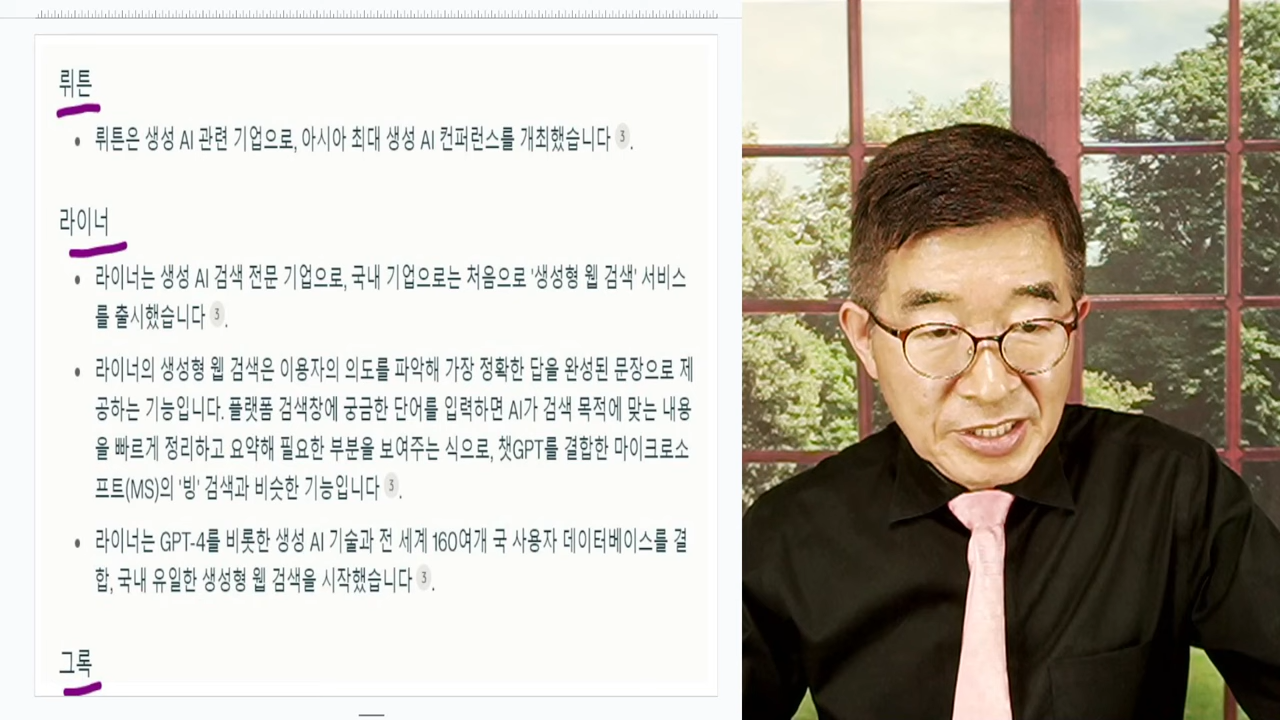 뤼튼
• 뤼튼은 생성 AI 관련 기업으로, 아시아 최대 생성 AI 컨퍼런스를 개최했습니다 3.
라이너
• 라이너는 생성 AI 검색 전문 기업으로, 국내 기업으로는 처음으로 '생성형 웹 검색' 서비스
를 출시했습니다 3.
• 라이너의 생성형 웹 검색은 이용자의 의도를 파악해 가장 정확한 답을 완성된 문장으로 제
공하는 기능입니다. 플랫폼 검색창에 궁금한 단어를 입력하면 AI가 검색 목적에 맞는 내용
을 빠르게 정리하고 요약해 필요한 부분을 보여주는 식으로, 챗GPT를 결합한 마이크로소
프트(MS)의 '빙' 검색과 비슷한 기능입니다 3.
• 라이너는 GPT-4를 비롯한 생성 AI 기술과 전 세계 160여개 국 사용자 데이터베이스를 결
합, 국내 유일한 생성형 웹 검색을 시작했습니다 3.
그록